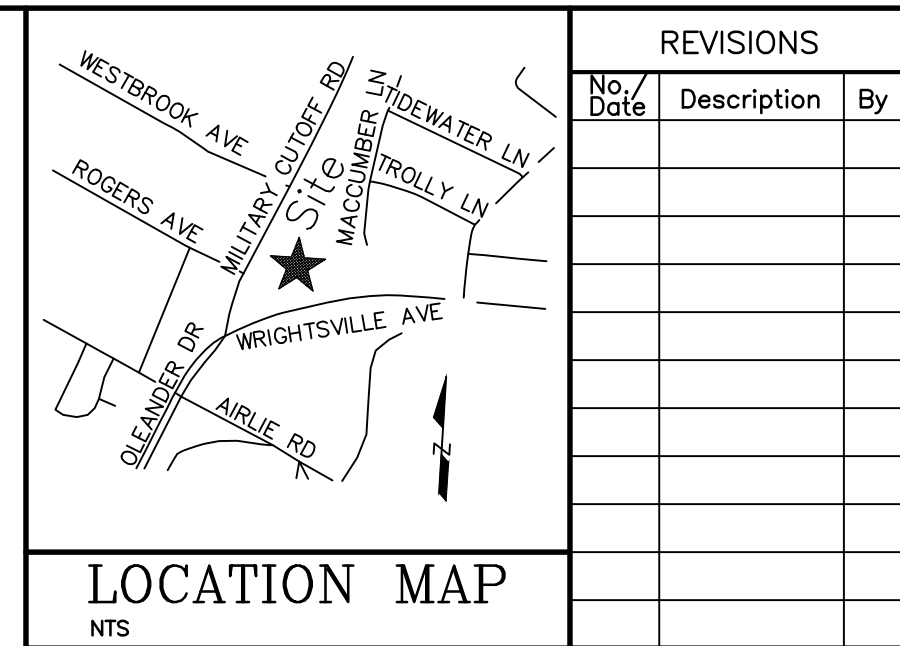 WESTBROOK AVE
MILITARY CUTOFF RD
MACCUMBER LN
TIDEWATER LN
ROGERS AVE
Site
TROLLY LN
WRIGHTSVILLE AVE
OLEANDER DR
AIRLIE RD
N
LOCATION MAP
NTS
REVISIONS
No./
Date
Description
By